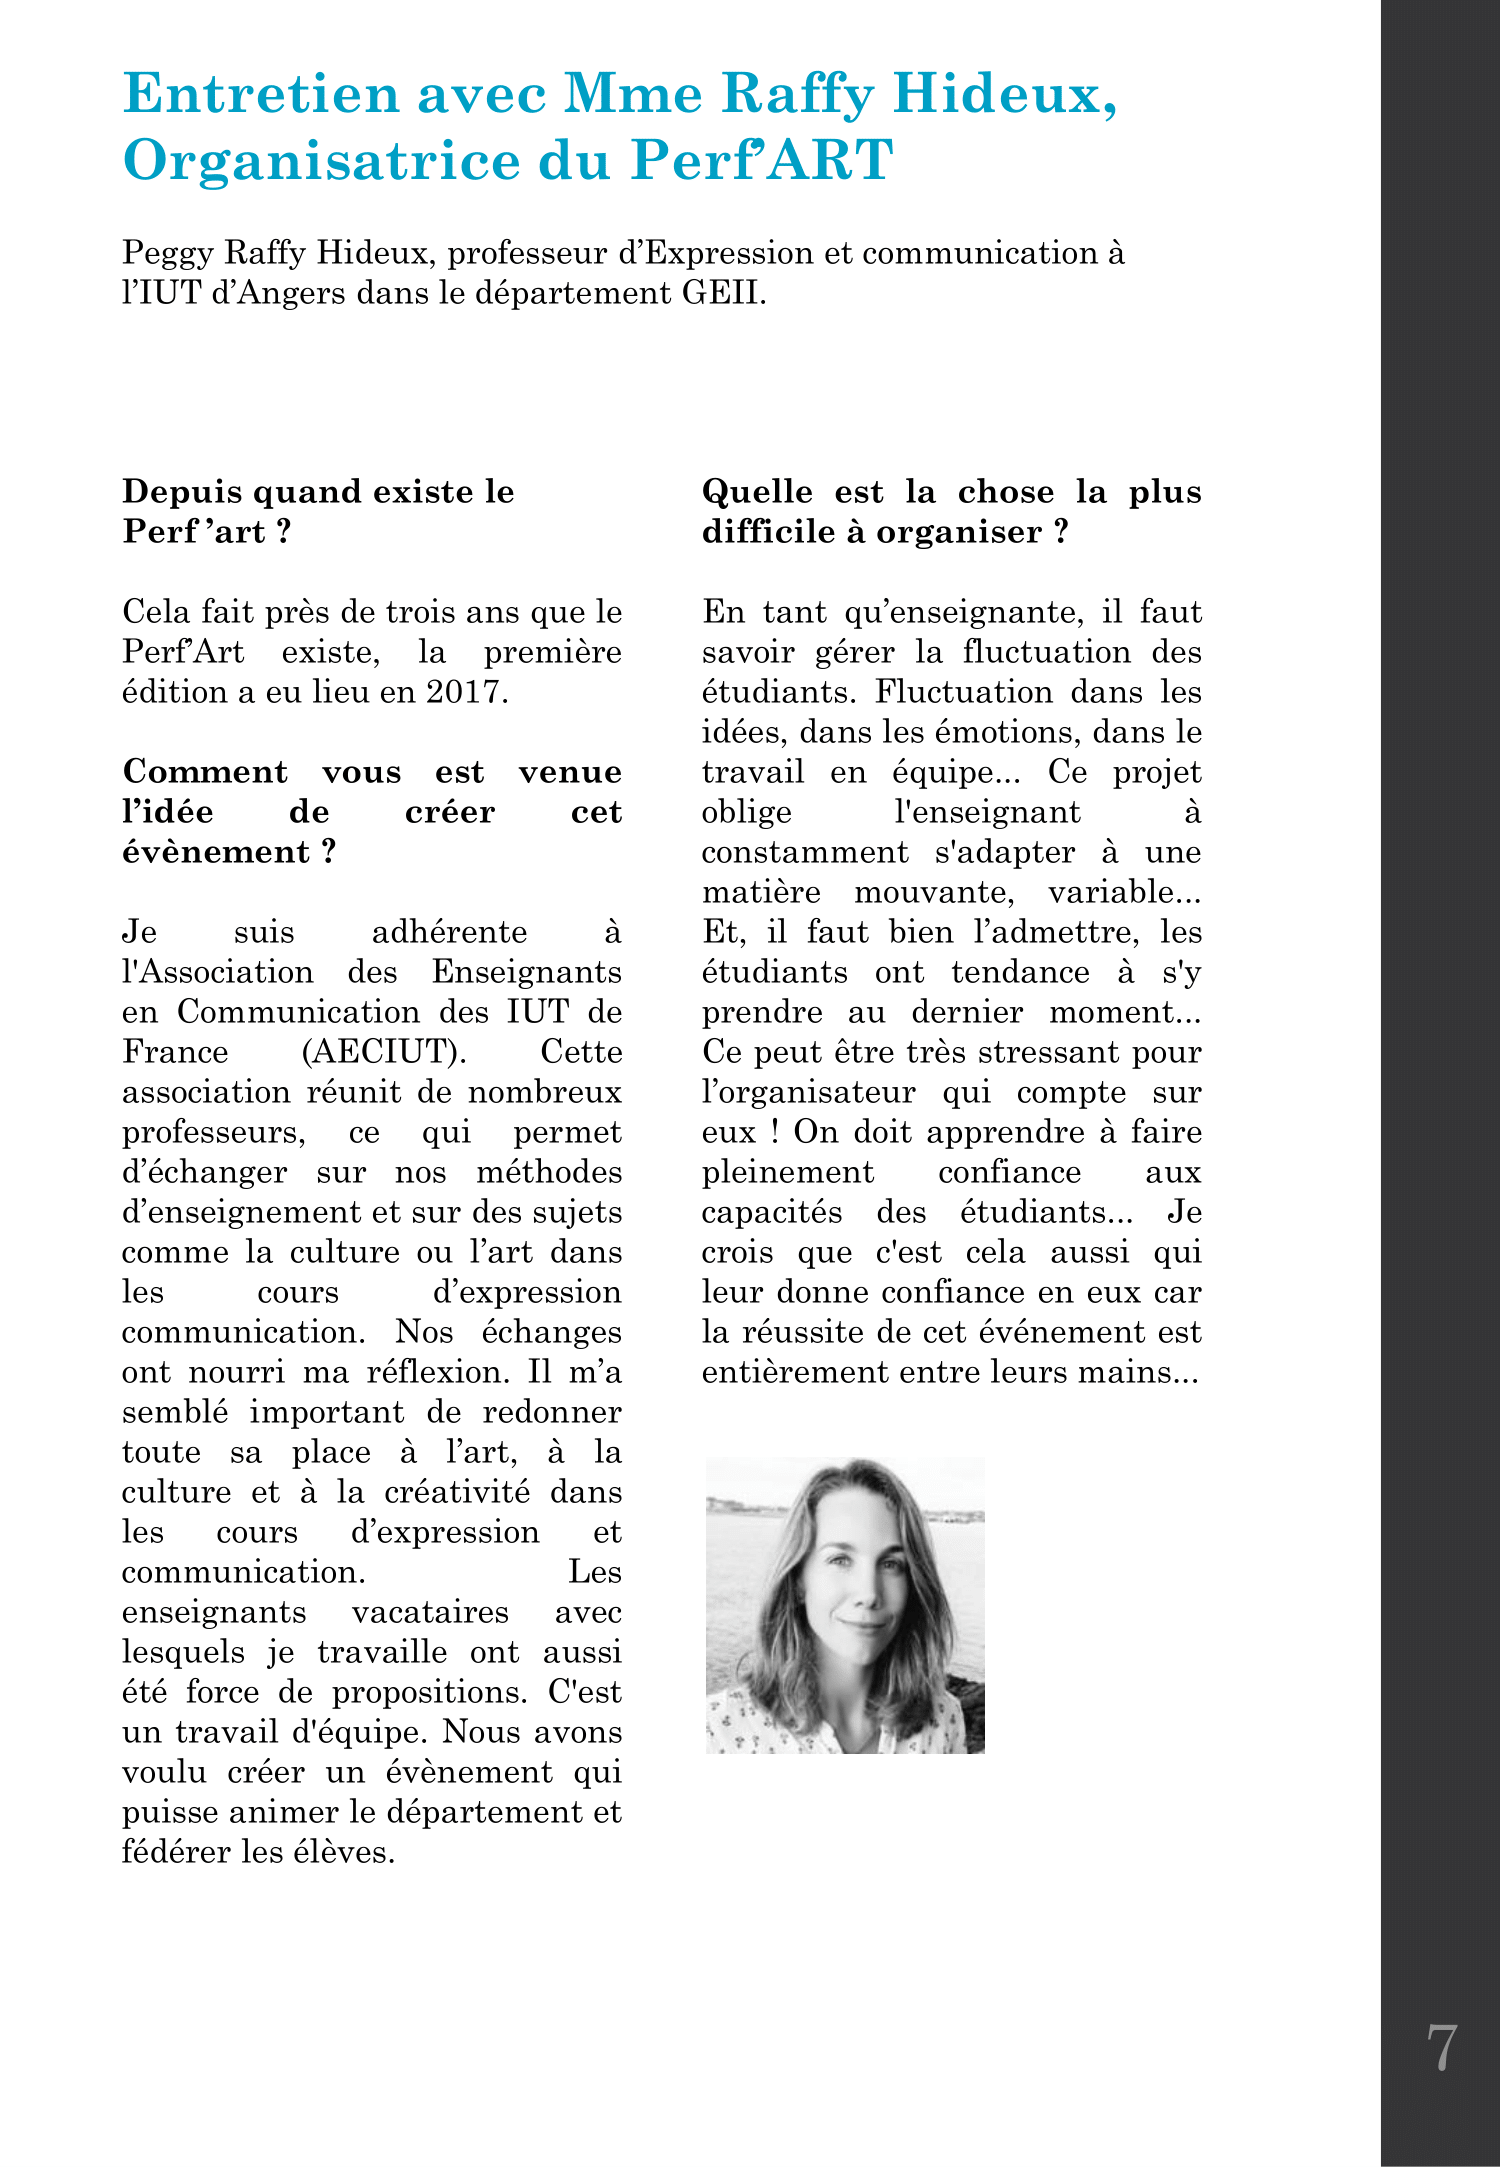 Entretien avec Mme Raffy Hideux,
Organisatrice du Perf’ART
Peggy Raffy Hideux, professeur d’Expression et communication à
l’IUT d’Angers dans le département GEII.
Depuis quand existe le
Perf ’art ?
Cela fait près de trois ans que le
Perf’Art existe, la première
édition a eu lieu en 2017.
Comment vous est venue
l’idée de créer cet
évènement ?
Je suis adhérente à
l'Association des Enseignants
en Communication des IUT de
France (AECIUT). Cette
association réunit de nombreux
professeurs, ce qui permet
d’échanger sur nos méthodes
d’enseignement et sur des sujets
comme la culture ou l’art dans
les cours d’expression
communication. Nos échanges
ont nourri ma réflexion. Il m’a
semblé important de redonner
toute sa place à l’art, à la
culture et à la créativité dans
les cours d’expression et
communication. Les
enseignants vacataires avec
lesquels je travaille ont aussi
été force de propositions. C'est
un travail d'équipe. Nous avons
voulu créer un évènement qui
puisse animer le département et
fédérer les élèves.
Quelle est la chose la plus
difficile à organiser ?
En tant qu’enseignante, il faut
savoir gérer la fluctuation des
étudiants. Fluctuation dans les
idées, dans les émotions, dans le
travail en équipe... Ce projet
oblige l'enseignant à
constamment s'adapter à une
matière mouvante, variable...
Et, il faut bien l’admettre, les
étudiants ont tendance à s'y
prendre au dernier moment...
Ce peut être très stressant pour
l’organisateur qui compte sur
eux ! On doit apprendre à faire
pleinement confiance aux
capacités des étudiants... Je
crois que c'est cela aussi qui
leur donne confiance en eux car
la réussite de cet événement est
entièrement entre leurs mains...
7